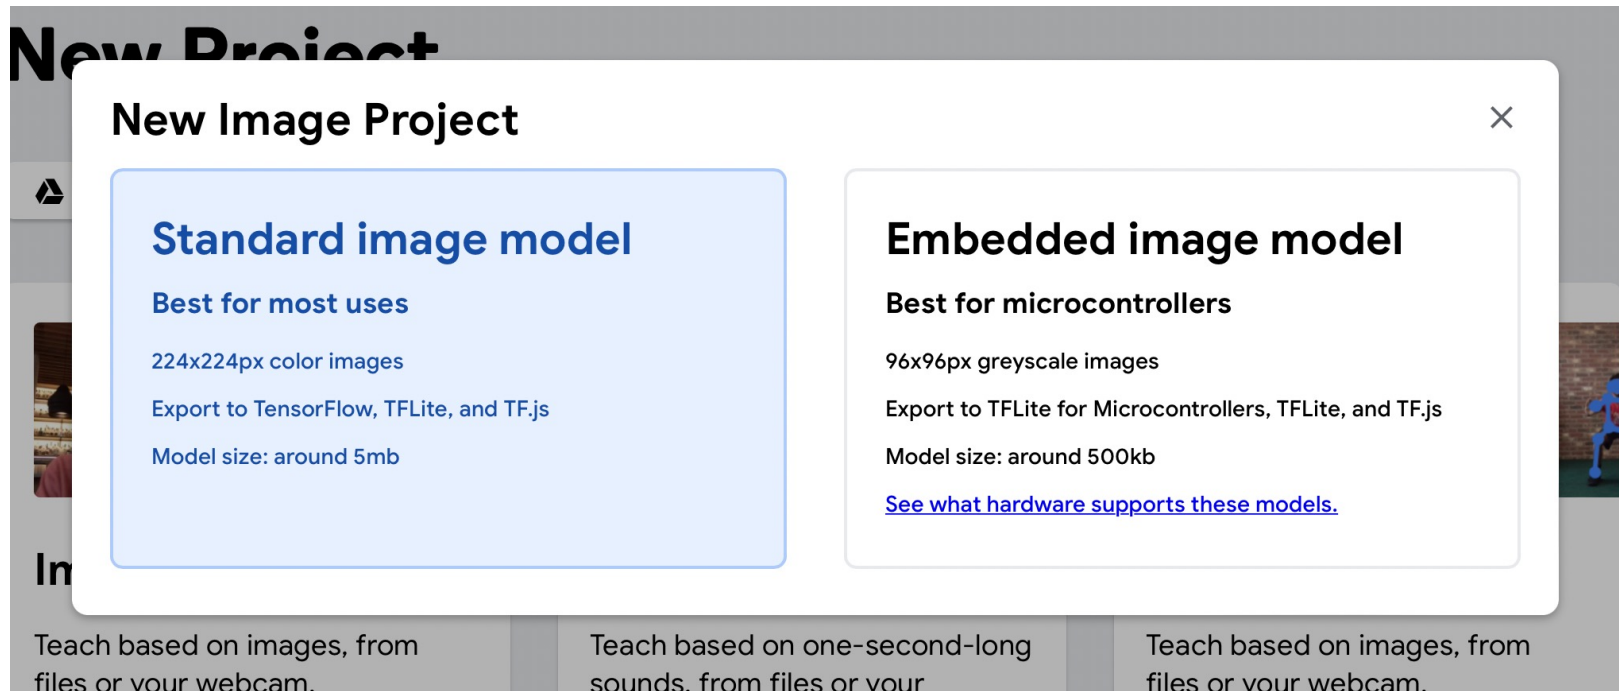 New Project
New Image Project
Standard image model
Best for most uses
224x224px color images
Export to TensorFlow, TFLite, and TF.js
Model size: around 5mb
Embedded image model
Best for microcontrollers
96x96px greyscale images
Export to TFLite for Microcontrollers, TFLite, and TF.js
Model size: around 500kb
See what hardware supports these models.
Teach based on images, from
files or your webcam.
Teach based on one-second-long
sounds, from files or your
Teach based on images, from
files or your webcam.